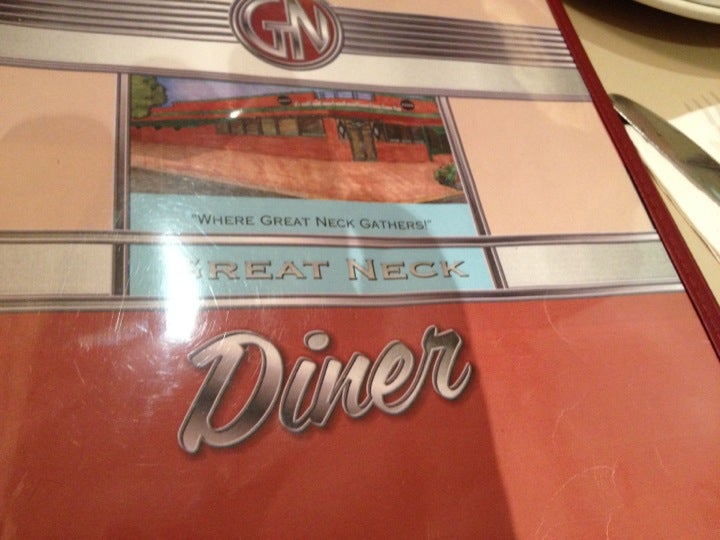 GN
"WHERE GREAT NECK GATHERS!"
GREAT NECK
Diner